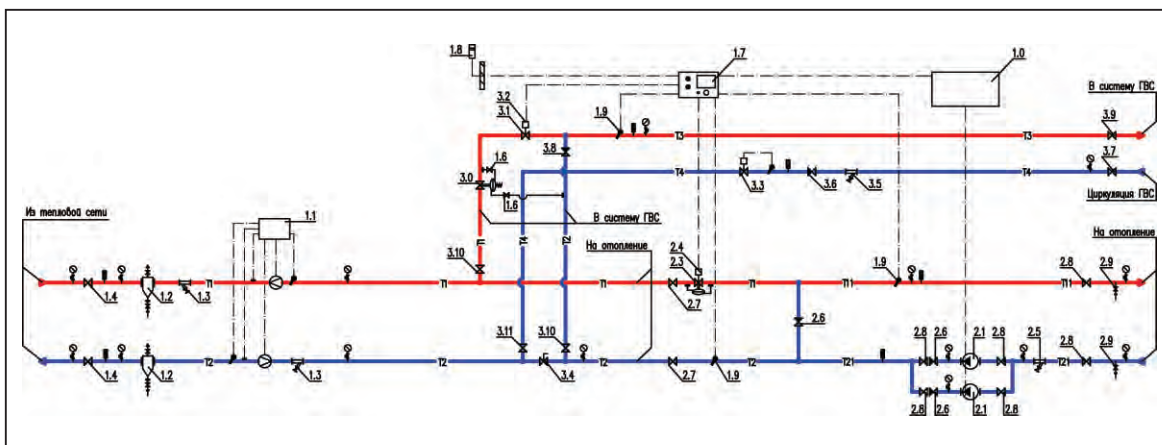 1.8
1.7
1.0
В систему ГВС
3.2
3.1
1.9
3.9
Т3
Т3
3.8
1.6
Т4
Т4
3.7
3.0
3.3
3.6
3.5
1.6
Циркуляция ГВС
Из тепловой сети
1.1
В систему ГВС
На отопление
На отопление
Т1
Т4
Т2
2.4
2.3
3.10
1.9
2.8
2.9
Т1
Т1
Т1
Т1
Т11
Т11
1.4
1.2
1.3
2.7
2.6
3.11
3.10
2.8
2.6
2.1
2.8
2.5
2.8
2.9
Т2
Т2
Т2
Т2
Т21
Т21
1.4
1.2
1.3
3.4
2.7
1.9
2.8
2.6
2.1
2.8